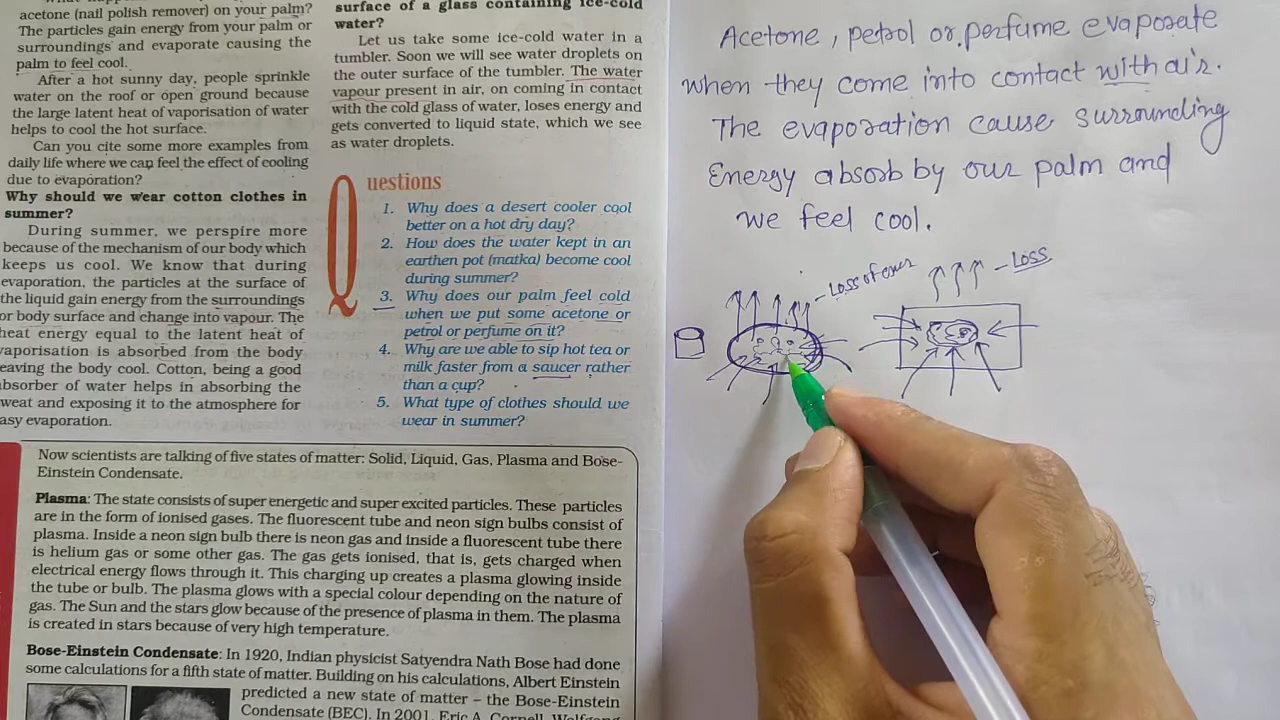 acetone (nail polish remover) on your palm?
The particles gain energy from your palm or
surroundings and evaporate causing the
palm to feel cool.
After a hot sunny day, people sprinkle
water on the roof or open ground because
the large latent heat of vaporisation of water
helps to cool the hot surface.
Can you cite some more examples from
daily life where we can feel the effect of cooling
due to evaporation?
Why should we wear cotton clothes in
summer?
During summer, we perspire more
because of the mechanism of our body which
keeps us cool. We know that during
evaporation, the particles at the surface of
the liquid gain energy from the surroundings
or body surface and change into vapour. The
heat energy equal to the latent heat of
vaporisation is absorbed from the body
eaving the body cool. Cotton, being a good
absorber of water helps in absorbing the
weat and exposing it to the atmosphere for
asy evaporation.
surface of a glass containing ice-cold
water?
Let us take some ice-cold water in a
tumbler. Soon we will see water droplets on
the outer surface of the tumbler. The water
vapour present in air, on coming in contact
with the cold glass of water, loses energy and
gets converted to liquid state, which we see
as water droplets.
Questions
1. Why does a desert cooler cool
better on a hot dry day?
2. How does the water kept in an
earthen pot (matka) become cool
during summer?
3. Why does our palm feel cold
when we put some acetone or
petrol or perfume on it?
4. Why are we able to sip hot tea or
milk faster from a saucer rather
than a cup?
5. What type of clothes should we
wear in summer?
Now scientists are talking of five states of matter: Solid, Liquid, Gas, Plasma and Bose-
Einstein Condensate.
Plasma: The state consists of super energetic and super excited particles. These particles
are in the form of ionised gases. The fluorescent tube and neon sign bulbs consist of
plasma. Inside a neon sign bulb there is neon gas and inside a fluorescent tube there
is helium gas or some other gas. The gas gets ionised, that is, gets charged when
electrical energy flows through it. This charging up creates a plasma glowing inside
the tube or bulb. The plasma glows with a special colour depending on the nature of
gas. The Sun and the stars glow because of the presence of plasma in them. The plasma
is created in stars because of very high temperature.
Bose-Einstein Condensate: In 1920, Indian physicist Satyendra Nath Bose had done
some calculations for a fifth state of matter. Building on his calculations, Albert Einstein
predicted a new state of matter – the Bose-Einstein
Condensate (BEC). In 2001, Eric A. Cornell, Wolfgang
Acetone, petrol or perfume evaporate
when they come into contact with air.
The evaporation cause surrounding
Energy absorb by our palm and
we feel cool.
- Loss of
- Loss